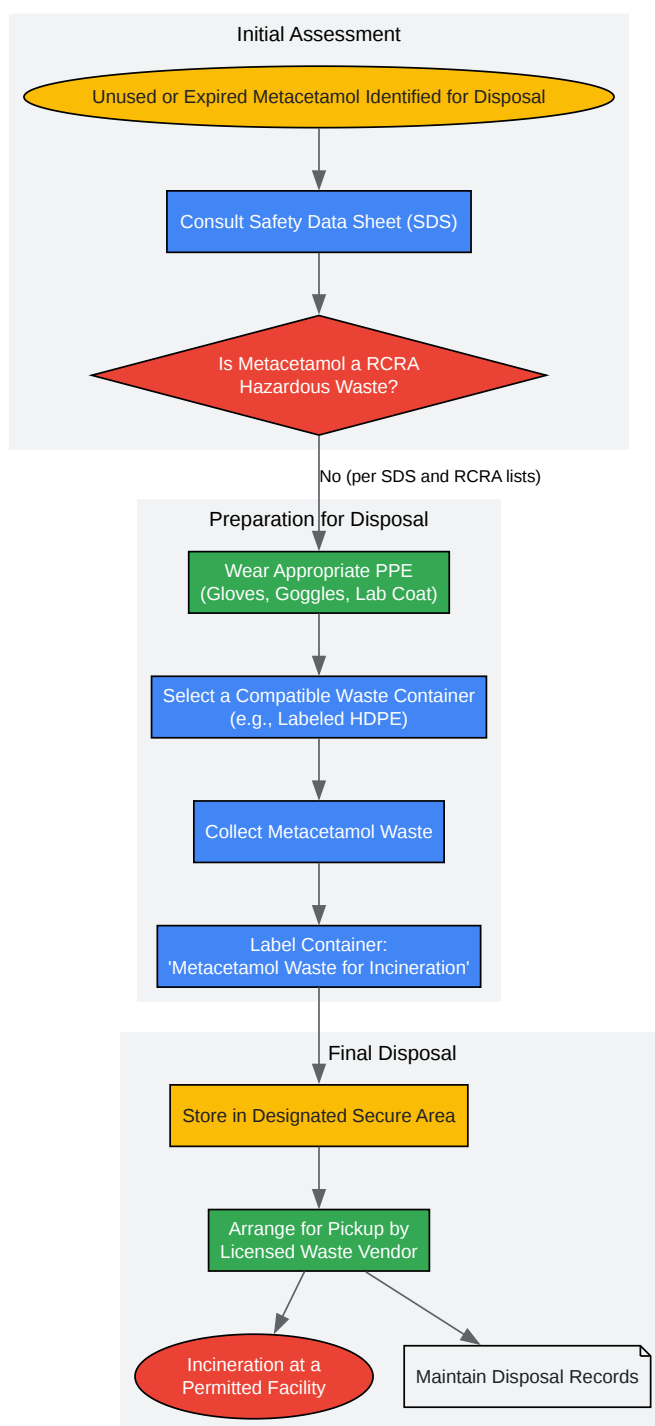 Initial Assessment
Unused or Expired Metacetamol Identified for Disposal
Consult Safety Data Sheet (SDS)
Is Metacetamol a RCRA
Hazardous Waste?
No (per SDS and RCRA lists)
Preparation for Disposal
Wear Appropriate PPE
(Gloves, Goggles, Lab Coat)
Select a Compatible Waste Container
(e.g., Labeled HDPE)
Collect Metacetamol Waste
Label Container:
'Metacetamol Waste for Incineration'
Final Disposal
Store in Designated Secure Area
Arrange for Pickup by
Licensed Waste Vendor
Incineration at a
Permitted Facility
Maintain Disposal Records